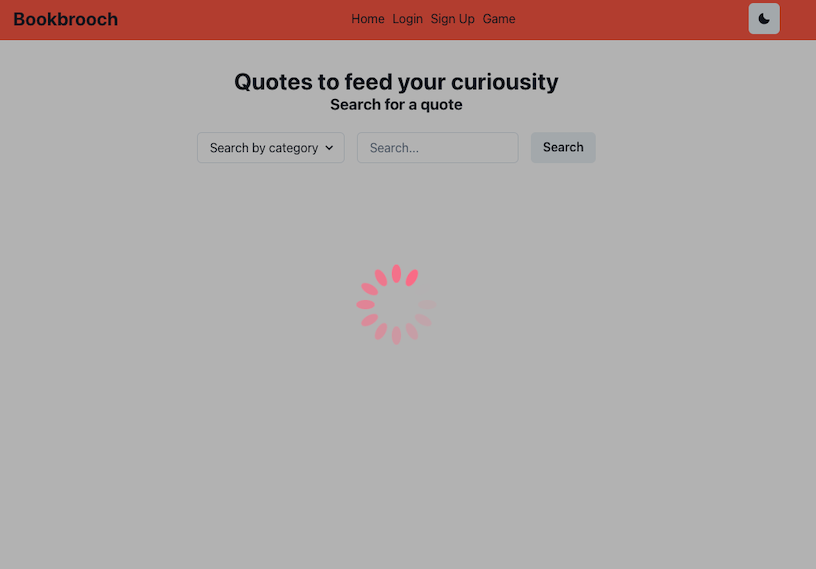 Bookbrooch
Home Login Sign Up Game
Quotes to feed your curiousity
Search for a quote
Search by category Search... Search